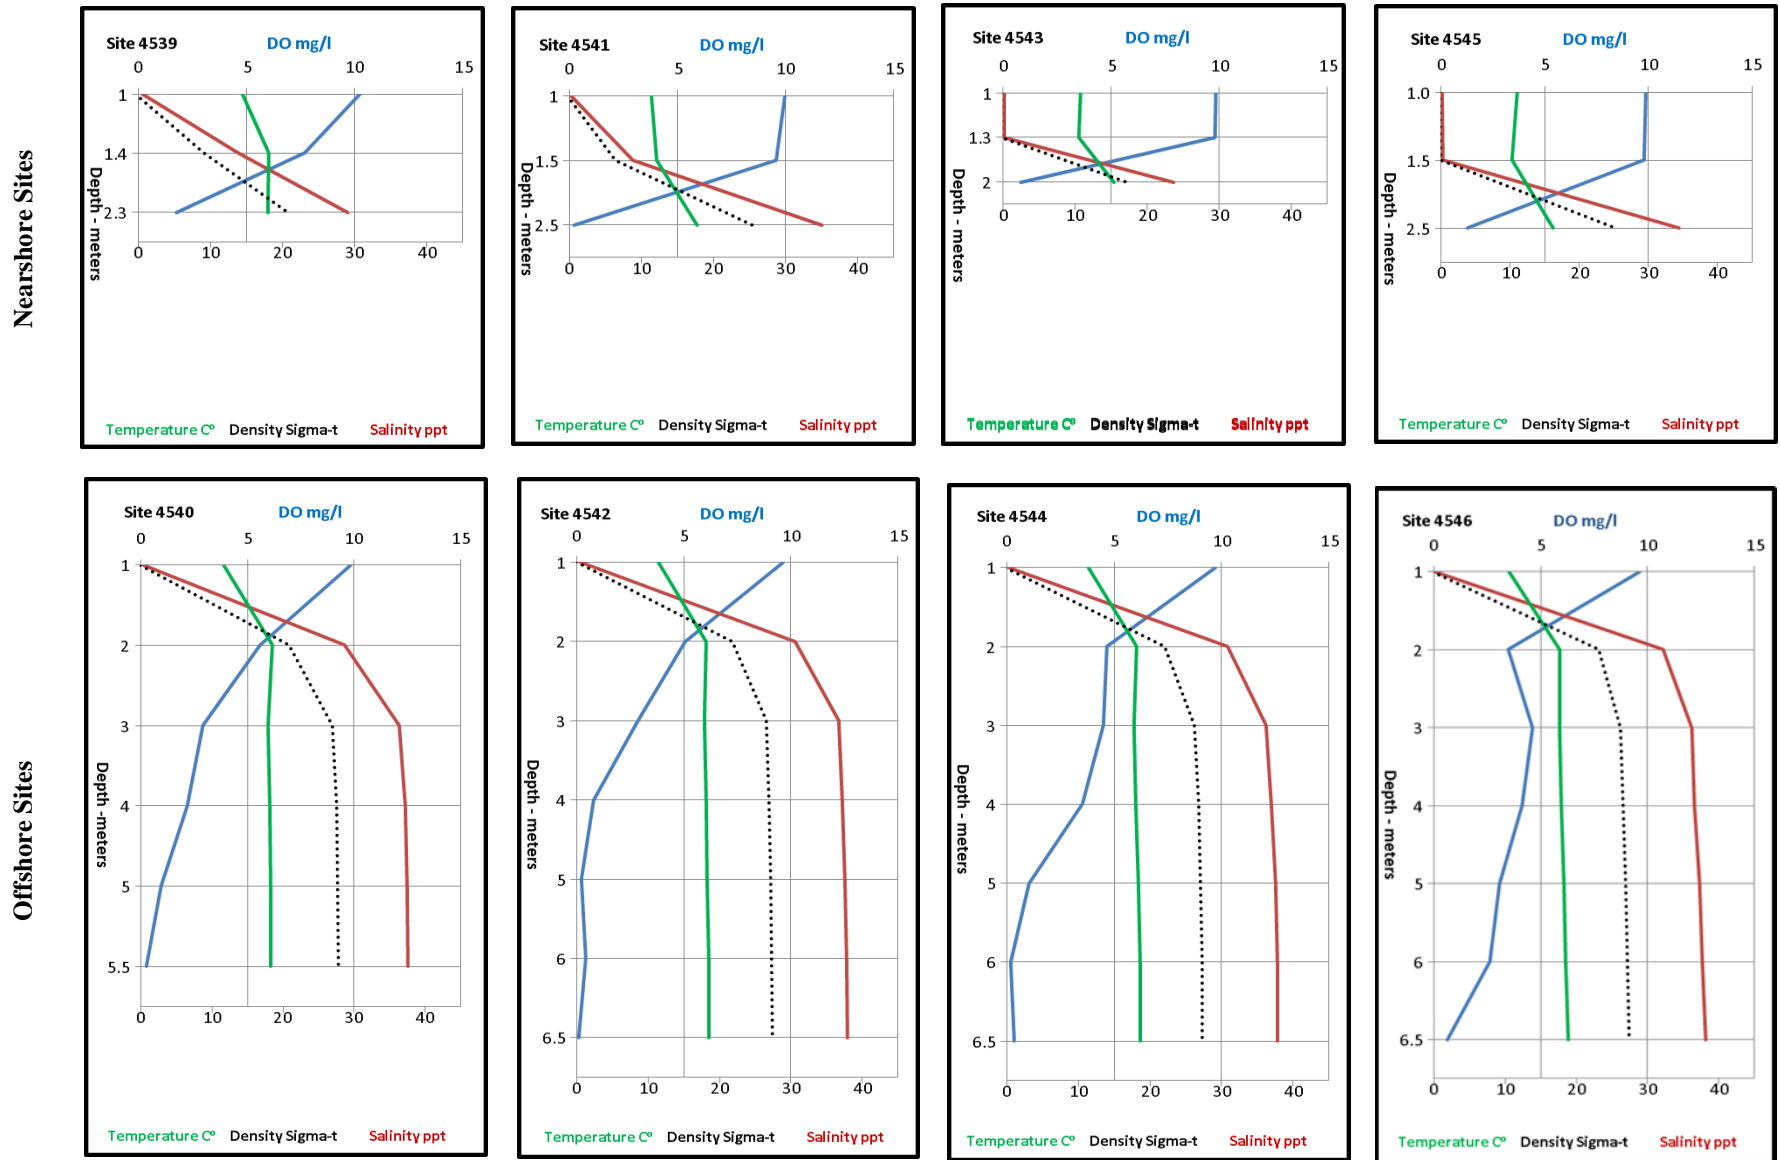 Nearshore Sites
Site 4539 DO mg/l
0 5 10 15
1
1.4
2.3
Depth - meters
0 10 20 30 40
Temperature C° Density Sigma-t Salinity ppt
Site 4541 DO mg/l
0 5 10 15
1
1.5
2.5
Depth - meters
0 10 20 30 40
Temperature C° Density Sigma-t Salinity ppt
Site 4543 DO mg/l
0 5 10 15
1
1.3
2
Depth - meters
0 10 20 30 40
Temperature C° Density Sigma-t Salinity ppt
Site 4545 DO mg/l
0 5 10 15
1.0
1.5
2.5
Depth - meters
0 10 20 30 40
Temperature C° Density Sigma-t Salinity ppt
Offshore Sites
Site 4540 DO mg/l
0 5 10 15
1
2
3
4
5
5.5
Depth -meters
0 10 20 30 40
Temperature C° Density Sigma-t Salinity ppt
Site 4542 DO mg/l
0 5 10 15
1
2
3
4
5
6
6.5
Depth - meters
0 10 20 30 40
Temperature C° Density Sigma-t Salinity ppt
Site 4544 DO mg/l
0 5 10 15
1
2
3
4
5
6
6.5
Depth - meters
0 10 20 30 40
Temperature C° Density Sigma-t Salinity ppt
Site 4546 DO mg/l
0 5 10 15
1
2
3
4
5
6
6.5
Depth - meters
0 10 20 30 40
Temperature C° Density Sigma-t Salinity ppt